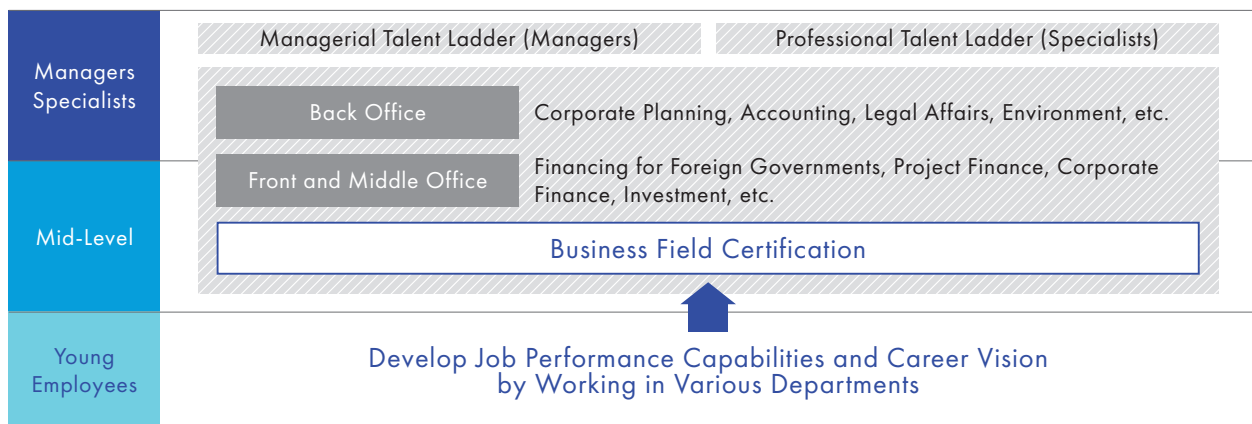 Managers
Specialists
Managerial Talent Ladder (Managers)
Professional Talent Ladder (Specialists)
Back Office
Corporate Planning, Accounting, Legal Affairs, Environment, etc.
Front and Middle Office
Financing for Foreign Governments, Project Finance, Corporate
Finance, Investment, etc.
Mid-Level
Business Field Certification
Young
Employees
Develop Job Performance Capabilities and Career Vision
by Working in Various Departments